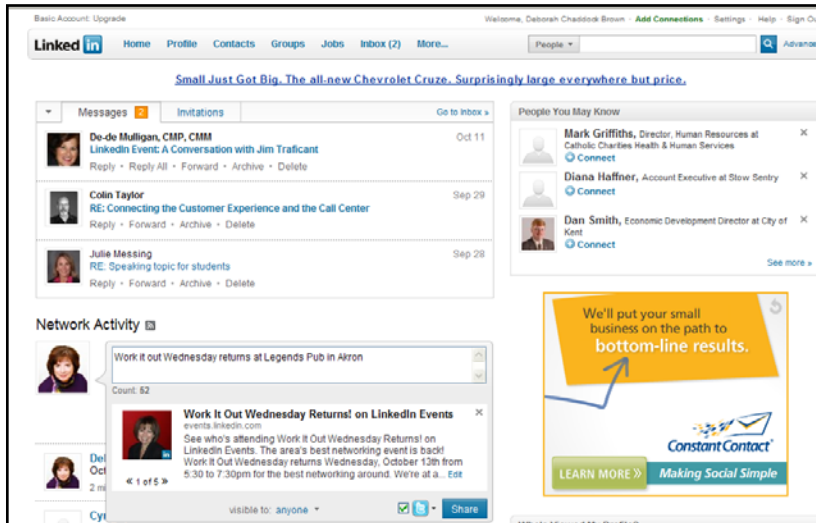 Basic Account: Upgrade
Welcome, Deborah Chaddock Brown · Add Connections · Settings · Help · Sign Ou
Linked in
Home Profile Contacts Groups Jobs Inbox (2) More...
People
Advance
Small Just Got Big. The all-new Chevrolet Cruze. Surprisingly large everywhere but price.
Messages 2 Invitations Go to Inbox »
De-de Mulligan, CMP, CMM Oct 11
LinkedIn Event: A Conversation with Jim Traficant
Reply • Reply All • Forward • Archive • Delete
Colin Taylor Sep 29
RE: Connecting the Customer Experience and the Call Center
Reply • Forward • Archive • Delete
Julie Messing Sep 28
RE: Speaking topic for students
Reply • Forward • Archive • Delete
People You May Know
Mark Griffiths, Director, Human Resources at
Catholic Charities Health & Human Services
Connect
Diana Haffner, Account Executive at Stow Sentry
Connect
Dan Smith, Economic Development Director at City of
Kent
Connect
See more »
Network Activity
Work it out Wednesday returns at Legends Pub in Akron
Count: 52
Work It Out Wednesday Returns! on LinkedIn Events
events.linkedin.com
See who's attending Work It Out Wednesday Returns! on
LinkedIn Events. The area's best networking event is back!
Work It Out Wednesday returns Wednesday, October 13th from
5:30 to 7:30pm for the best networking around. We're at a... Edit
« 1 of 5 »
visible to: anyone
Share
Del
Oct
2 mi
Cyr
We'll put your small
business on the path to
bottom-line results.
Constant Contact®
LEARN MORE » Making Social Simple